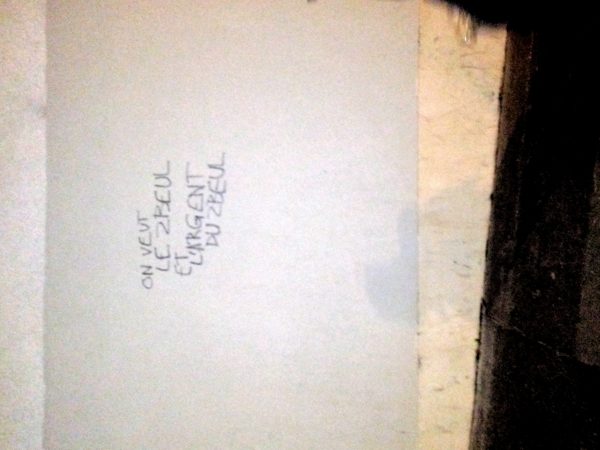 ON VEUT
LE ZBEUL
ET
L'ARGENT
DU ZBEUL